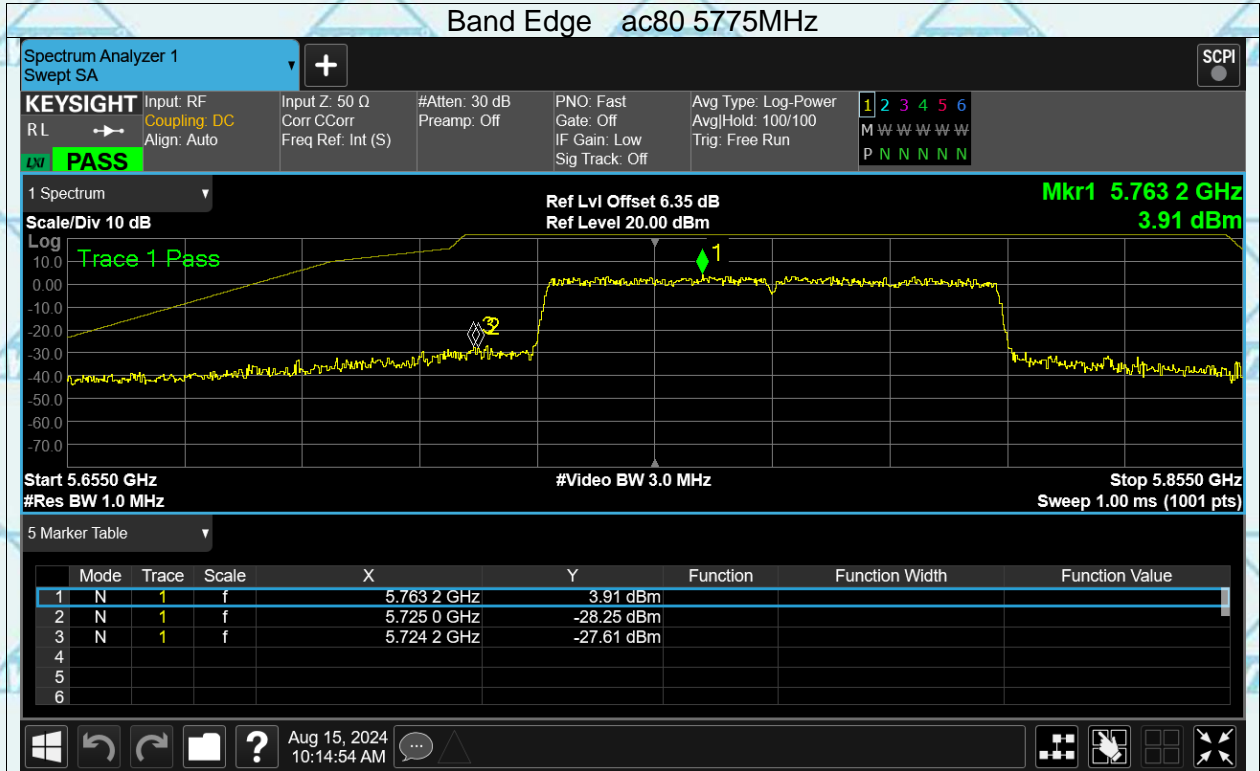 Band Edge ac80 5775MHz
Spectrum Analyzer 1
Swept SA
SCPI
KEYSIGHT
RL
LXI PASS
Input: RF
Coupling: DC
Align: Auto
Input Z: 50 Ω
Corr CCorr
Freq Ref: Int (S)
#Atten: 30 dB
Preamp: Off
PNO: Fast
Gate: Off
IF Gain: Low
Sig Track: Off
Avg Type: Log-Power
Avg|Hold: 100/100
Trig: Free Run
1 2 3 4 5 6
M W W W W W
P N N N N N
1 Spectrum
Scale/Div 10 dB
Ref Lvl Offset 6.35 dB
Ref Level 20.00 dBm
Mkr1 5.763 2 GHz
3.91 dBm
Log
Trace 1 Pass
10.0
0.00
-10.0
-20.0
-30.0
-40.0
-50.0
-60.0
-70.0
1
3
2
Start 5.6550 GHz
#Res BW 1.0 MHz
#Video BW 3.0 MHz
Stop 5.8550 GHz
Sweep 1.00 ms (1001 pts)
5 Marker Table
Mode Trace Scale X Y Function Function Width Function Value
1 N 1 f 5.763 2 GHz 3.91 dBm
2 N 1 f 5.725 0 GHz -28.25 dBm
3 N 1 f 5.724 2 GHz -27.61 dBm
4
5
6
?
Aug 15, 2024
10:14:54 AM